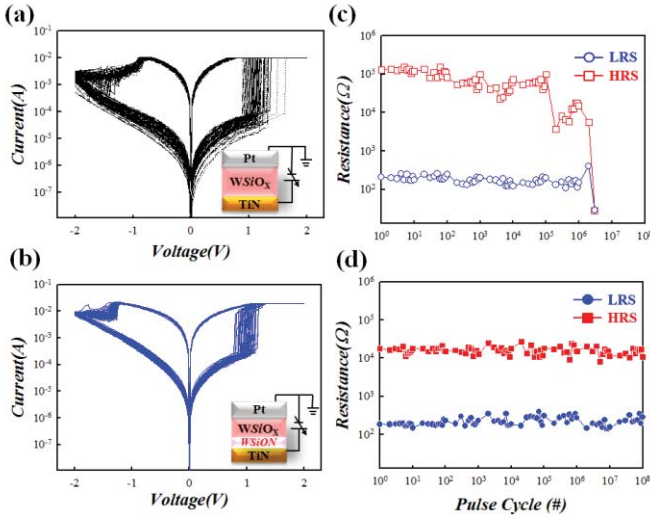 (a)
10⁻¹
10⁻²
10⁻³
10⁻⁴
10⁻⁵
10⁻⁶
10⁻⁷
Current(A)
-2 -1 0 1 2
Voltage(V)
Pt
WSiOₓ
TiN
(c)
10⁶
10⁵
10⁴
10³
10²
Resistance(Ω)
LRS
HRS
10⁰ 10¹ 10² 10³ 10⁴ 10⁵ 10⁶ 10⁷ 10⁸
(b)
10⁻¹
10⁻²
10⁻³
10⁻⁴
10⁻⁵
10⁻⁶
10⁻⁷
Current(A)
-2 -1 0 1 2
Voltage(V)
Pt
WSiOₓ
WSiON
TiN
(d)
10⁶
10⁴
10²
Resistance(Ω)
LRS
HRS
10⁰ 10¹ 10² 10³ 10⁴ 10⁵ 10⁶ 10⁷ 10⁸
Pulse Cycle (#)